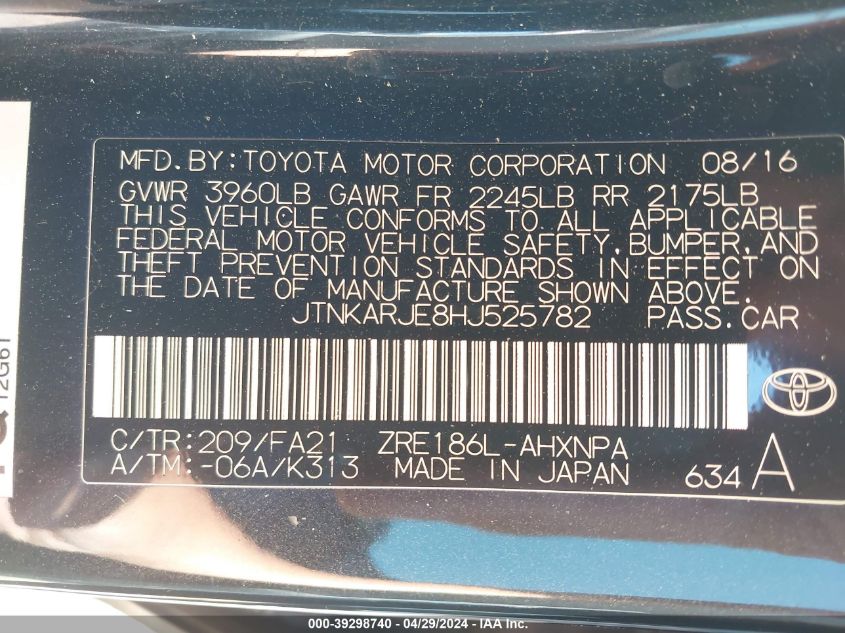 MFD.BY:TOYOTA MOTOR CORPORATION 08/16
GVWR 3960LB GAWR FR 2245LB RR 2175LB
THIS VEHICLE CONFORMS TO ALL APPLICABLE
FEDERAL MOTOR VEHICLE SAFETY,BUMPER,AND
THEFT PREVENTION STANDARDS IN EFFECT ON
THE DATE OF MANUFACTURE SHOWN ABOVE.
JTNKARJE8HJ525782 PASS.CAR
C/TR:209/FA21 ZRE186L-AHXNPA
A/TM:-06A/K313 MADE IN JAPAN 634 A
12G61
000-39298740 - 04/29/2024 - IAA Inc.